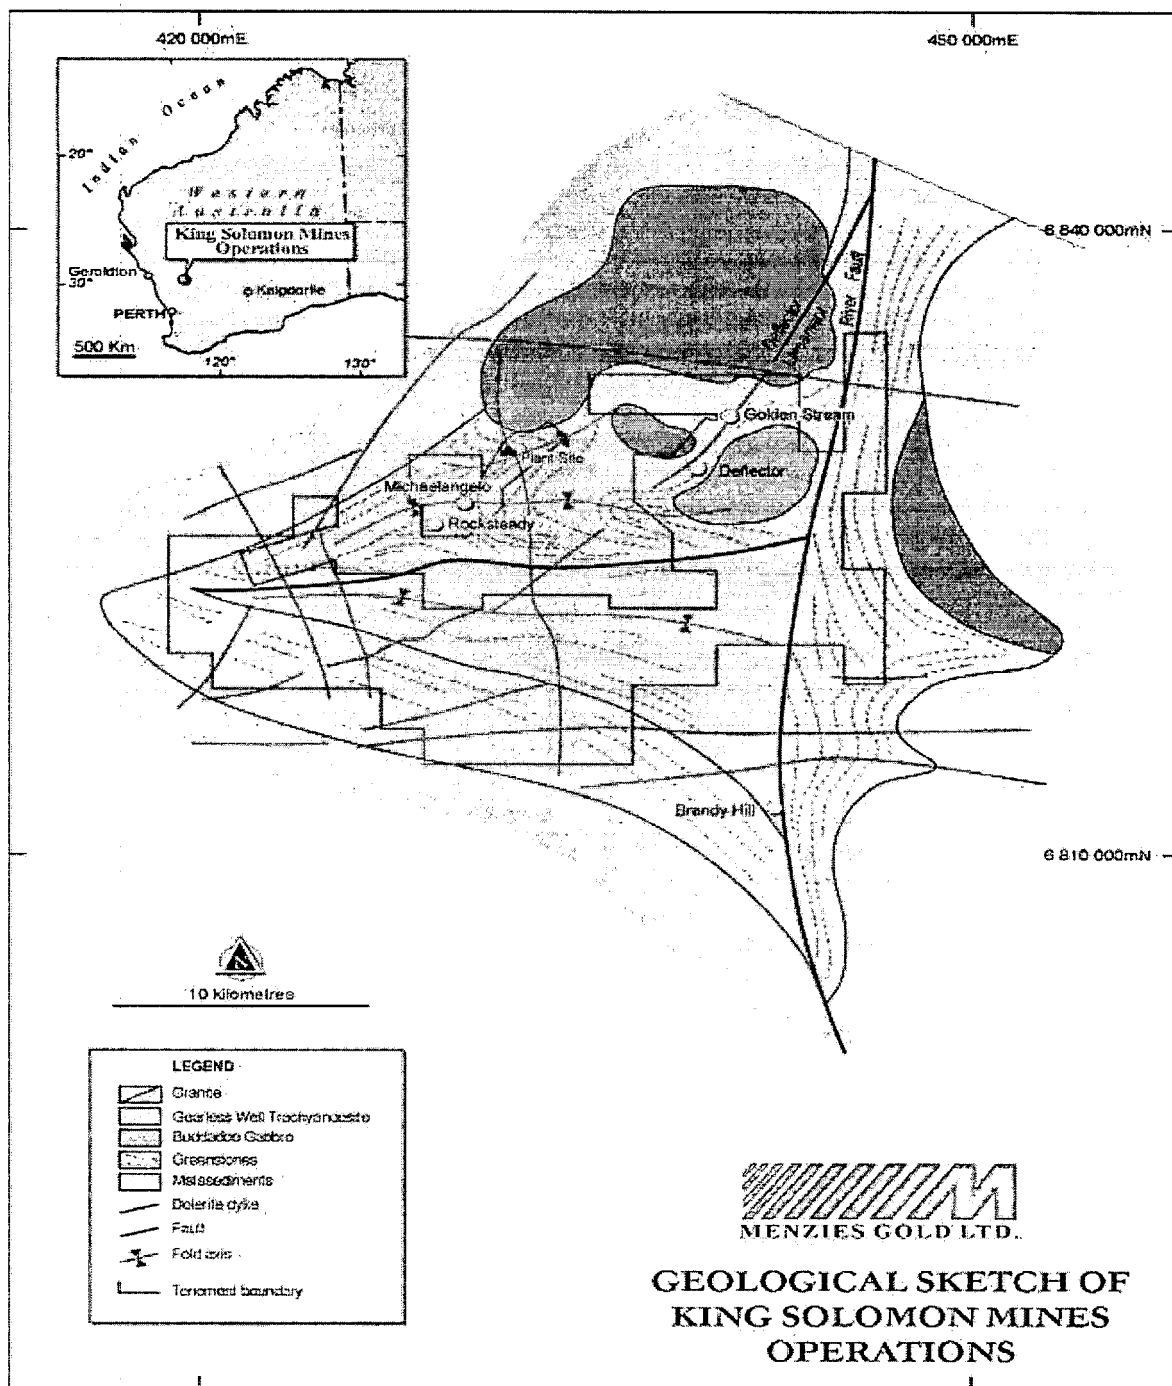 420 000mE
450 000mE
Indian Ocean
20°
Western
Australia
King Solomon Mines
Operations
6 840 000mN
Geraldton
30°
Kalgoorlie
PERTH
500 Km
120°
130°
River Fault
Golden Stream
Plant Site
Deflector
Michaelangelo
Rocksteady
Brandy Hill
6 810 000mN
N
10 kilometres
LEGEND
Granite
Gearless Well Trachyandesite
Buddadoo Gabbro
Greenstones
Metasediments
Dolerite dyke
Fault
Fold axis
Tenement boundary
M
MENZIES GOLD LTD.
GEOLOGICAL SKETCH OF
KING SOLOMON MINES
OPERATIONS